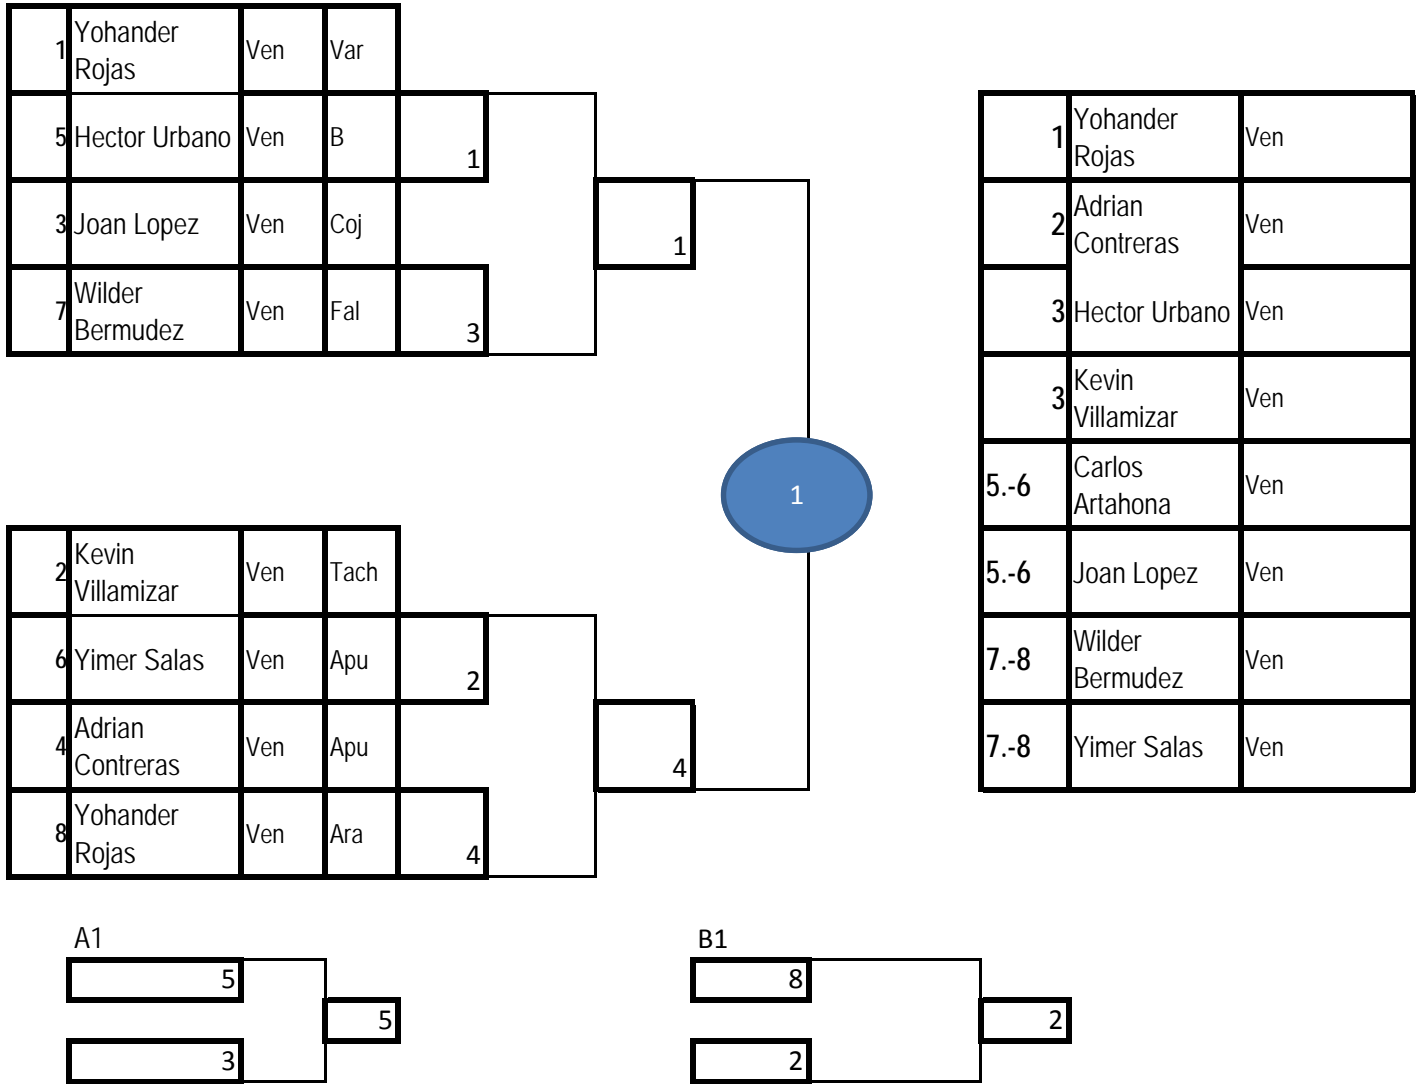 1 Yohander Rojas Ven Var
5 Hector Urbano Ven B 1
3 Joan Lopez Ven Coj
7 Wilder Bermudez Ven Fal 3
1
1
2 Kevin Villamizar Ven Tach
6 Yimer Salas Ven Apu 2
4 Adrian Contreras Ven Apu
8 Yohander Rojas Ven Ara 4
4
1 Yohander Rojas Ven
2 Adrian Contreras Ven
3 Hector Urbano Ven
3 Kevin Villamizar Ven
5.-6 Carlos Artahona Ven
5.-6 Joan Lopez Ven
7.-8 Wilder Bermudez Ven
7.-8 Yimer Salas Ven
A1
5
5
3
B1
8
2
2